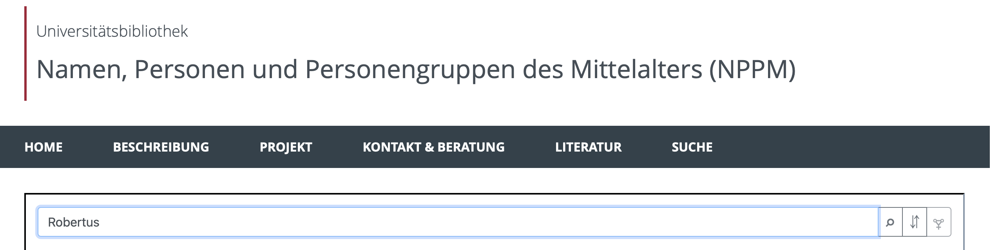 Universitätsbibliothek
Namen, Personen und Personengruppen des Mittelalters (NPPM)
HOME BESCHREIBUNG PROJEKT KONTAKT & BERATUNG LITERATUR SUCHE
Robertus